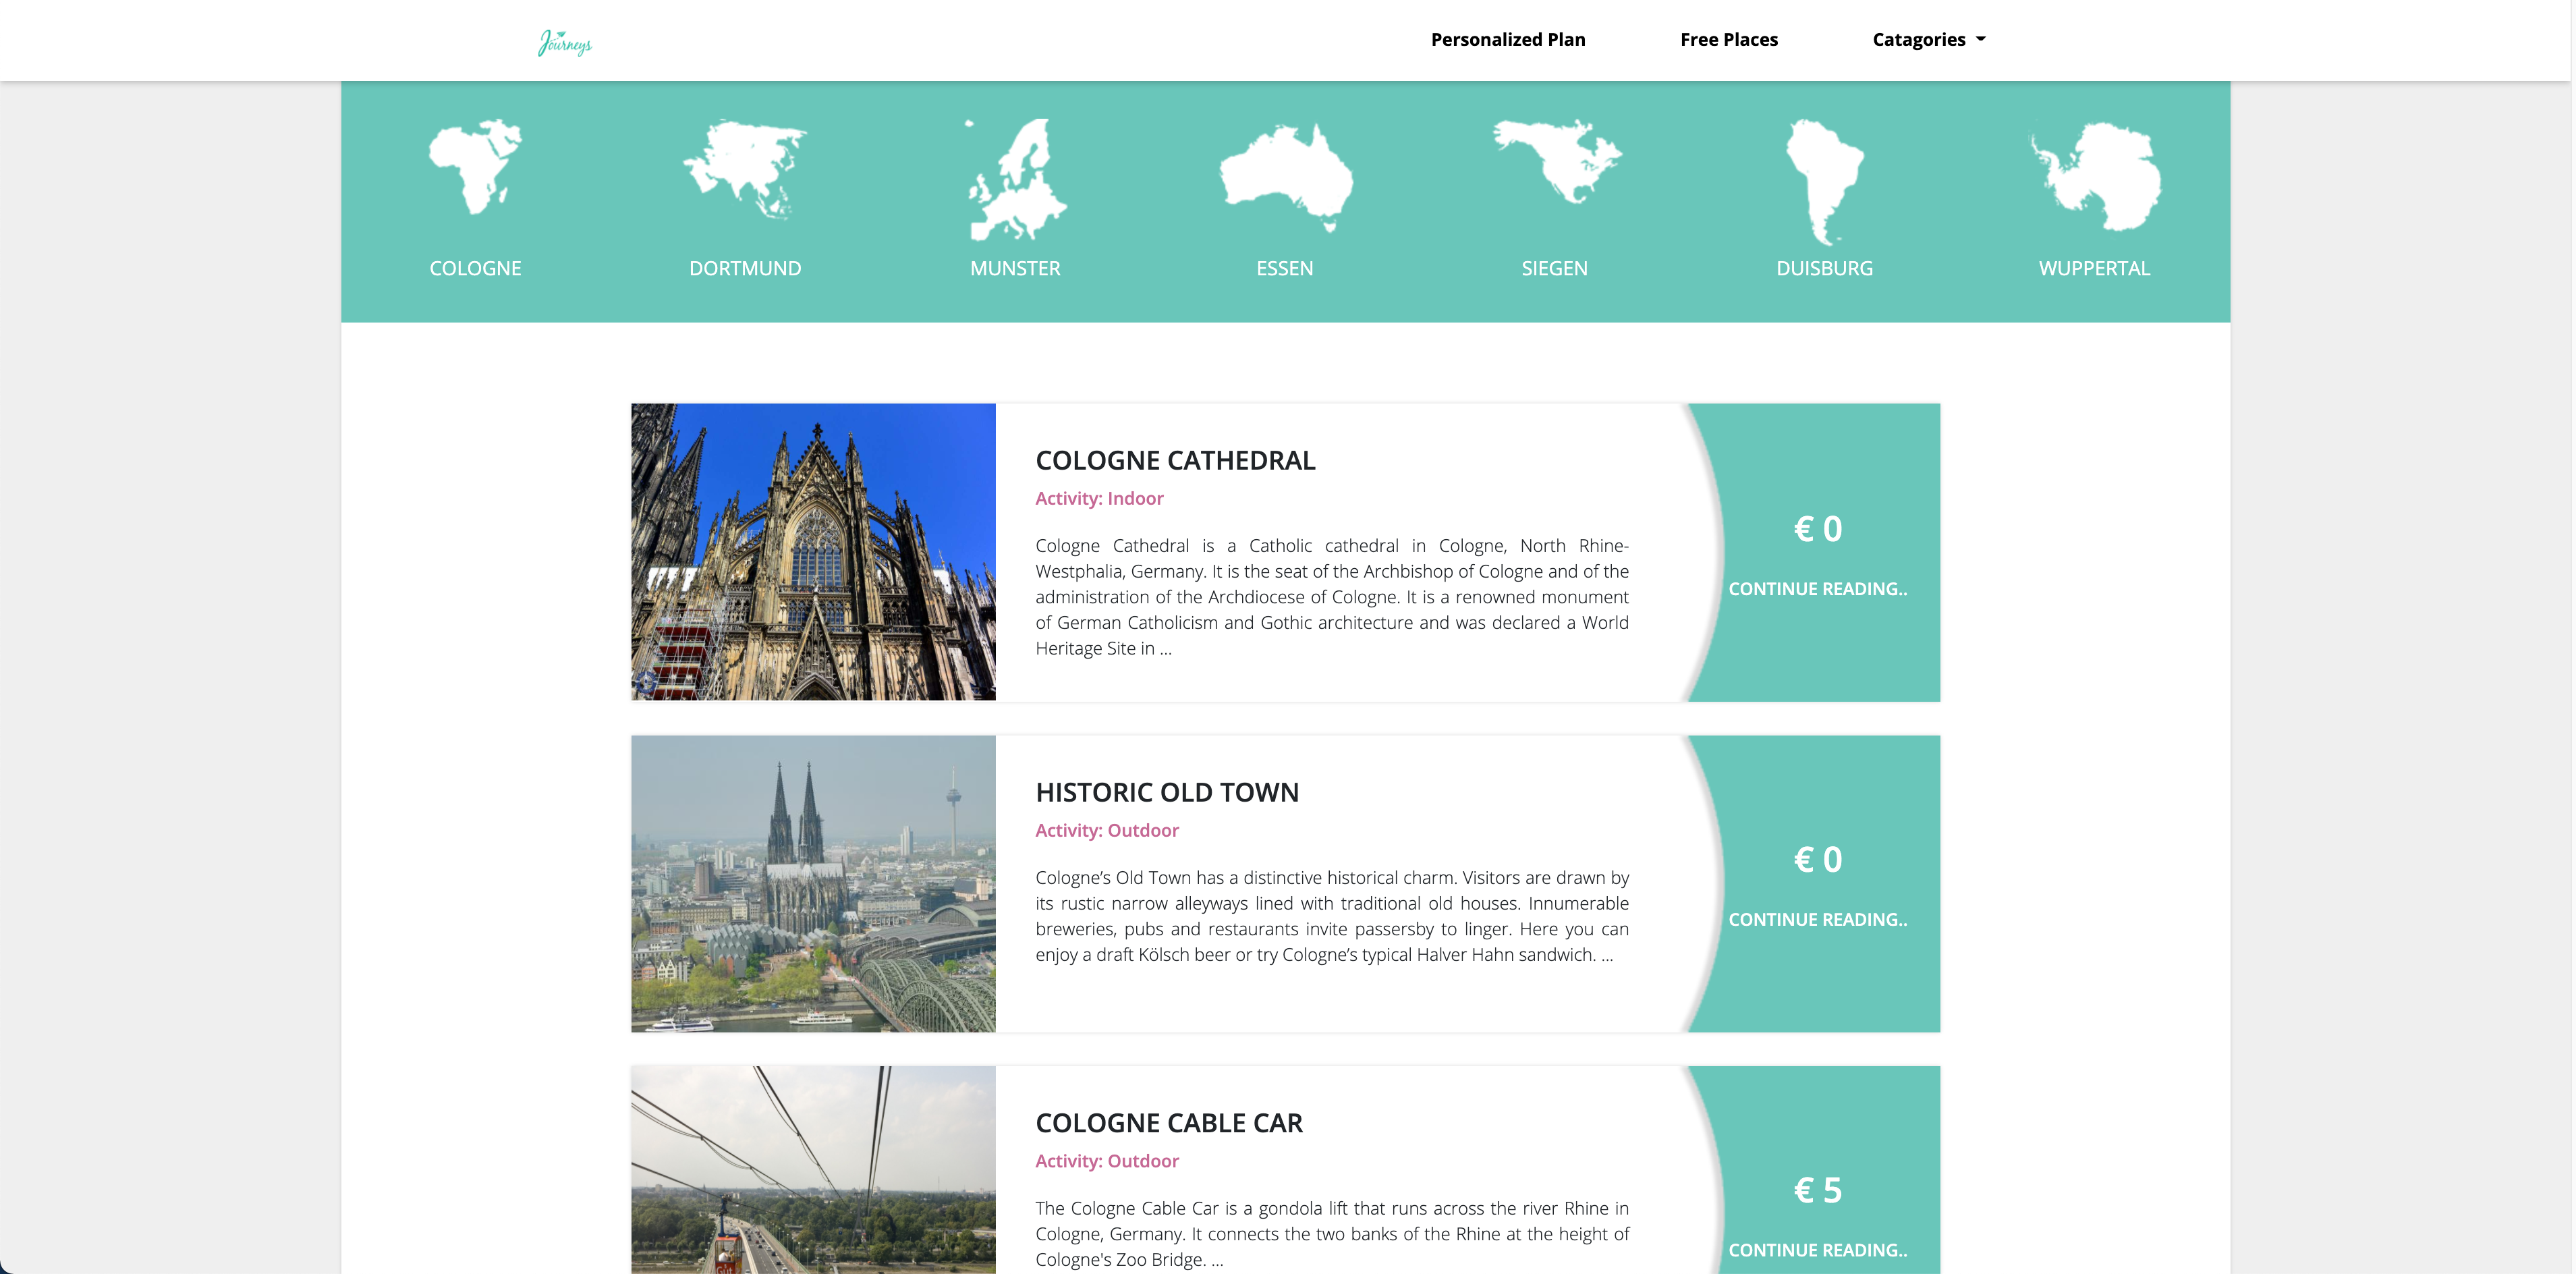 Journeys
Personalized Plan
Free Places
Catagories
COLOGNE
DORTMUND
MUNSTER
ESSEN
SIEGEN
DUISBURG
WUPPERTAL
COLOGNE CATHEDRAL
Activity: Indoor
Cologne Cathedral is a Catholic cathedral in Cologne, North Rhine-
Westphalia, Germany. It is the seat of the Archbishop of Cologne and of the
administration of the Archdiocese of Cologne. It is a renowned monument
of German Catholicism and Gothic architecture and was declared a World
Heritage Site in ...
€ 0
CONTINUE READING..
HISTORIC OLD TOWN
Activity: Outdoor
Cologne’s Old Town has a distinctive historical charm. Visitors are drawn by
its rustic narrow alleyways lined with traditional old houses. Innumerable
breweries, pubs and restaurants invite passersby to linger. Here you can
enjoy a draft Kölsch beer or try Cologne’s typical Halver Hahn sandwich. ...
€ 0
CONTINUE READING..
COLOGNE CABLE CAR
Activity: Outdoor
The Cologne Cable Car is a gondola lift that runs across the river Rhine in
Cologne, Germany. It connects the two banks of the Rhine at the height of
Cologne's Zoo Bridge. ...
€ 5
CONTINUE READING..